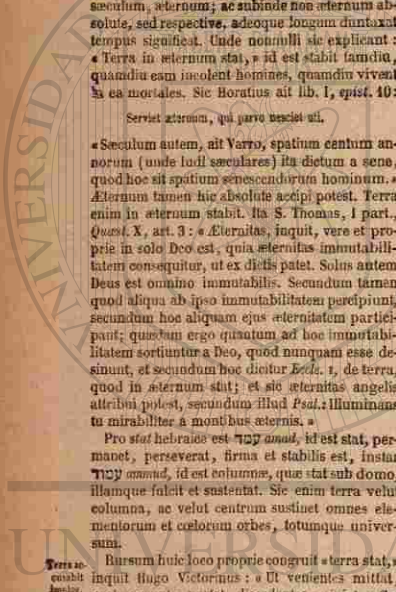 sæculum, æternum; ac subinde non æternum ab-
solute, sed respective, adeoque longum duntaxat
tempus significat. Unde nonnulli sic explicant :
« Terra in æternum stat, » id est stabit tamdiu,
quamdiu eam incolent homines, quamdiu vivent
in ea mortales. Sic Horatius ait lib. I, epist. 10:
Serviet æternum, qui parvo nesciet uti.
« Sæculum autem, ait Varro, spatium centum an-
norum (unde ludi sæculares) ita dictum a sene,
quod hoc sit spatium senescendorum hominum. »
Æternum tamen hic absolute accipi potest. Terra
enim in æternum stabit. Ita S. Thomas, I part.,
Quæst. X, art. 3 : « Æternitas, inquit, vere et pro-
prie in solo Deo est, quia æternitas immutabili-
tatem consequitur, ut ex dictis patet. Solus autem
Deus est omnino immutabilis. Secundum tamen
quod aliqua ab ipso immutabilitatem percipiunt,
secundum hoc aliquam ejus æternitatem partici-
pant; quædam ergo quantum ad hoc immutabi-
litatem sortiuntur a Deo, quod nunquam esse de-
sinunt, et secundum hoc dicitur Eccle. 1, de terra,
quod in æternum stat; et sic æternitas angelis
attribui potest, secundum illud Psal.: Illuminans
tu mirabiliter a montibus æternis. »
Pro stat hebraice est עמד amad, id est stat, per-
manet, perseverat, firma et stabilis est, instar
עמוד ammud, id est columnæ, quæ stat sub domo,
illamque fulcit et sustentat. Sic enim terra velut
columna, ac velut centrum sustinet omnes ele-
mentorum et cœlorum orbes, totumque univer-
sum.
Rursum huic loco proprie congruit « terra stat, »
inquit Hugo Victorinus : « Ut venientes mittat,
Terra